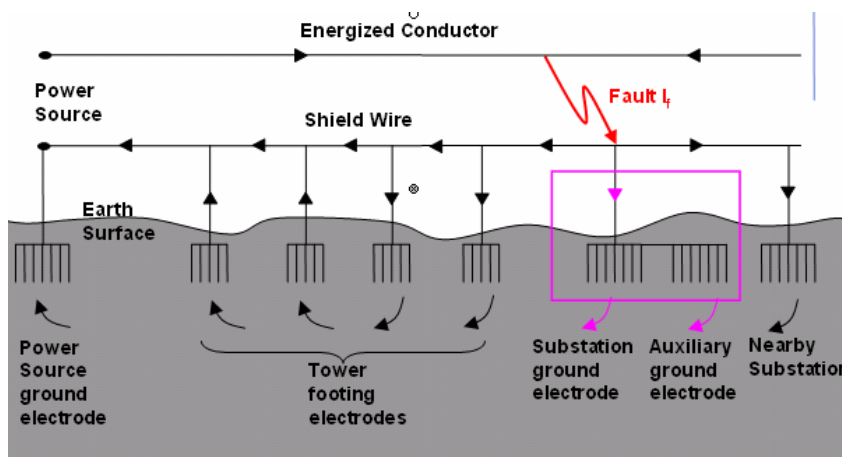 Energized Conductor
Power
Source
Fault If
Shield Wire
Earth
Surface
Power
Source
ground
electrode
Tower
footing
electrodes
Substation
ground
electrode
Auxiliary
ground
electrode
Nearby
Substation